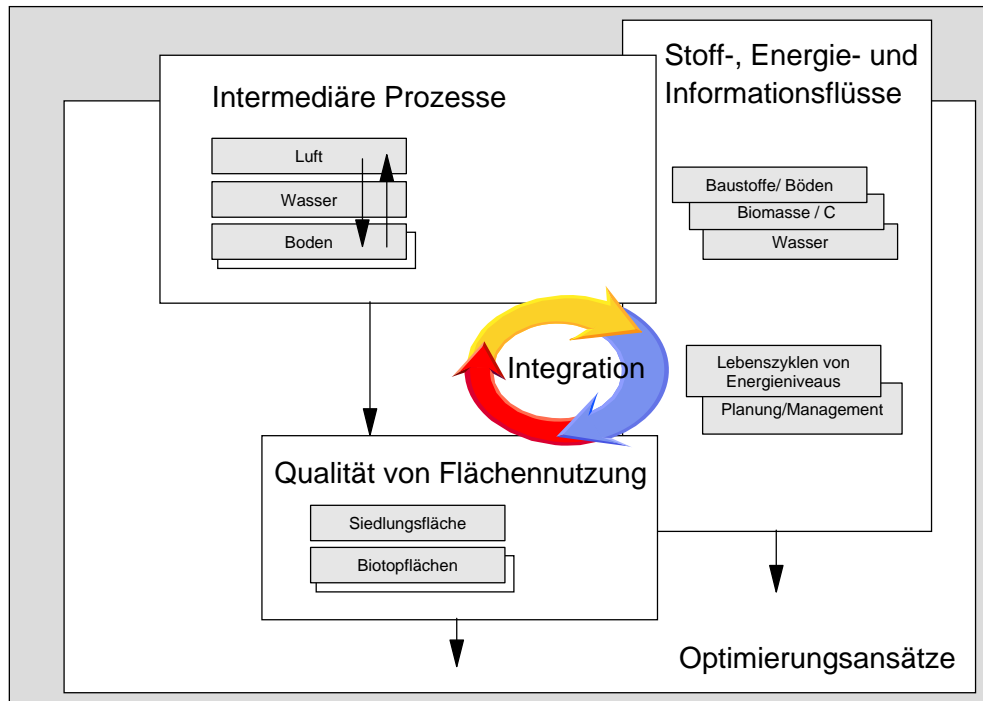 Intermediäre Prozesse
Luft
Wasser
Boden
Stoff-, Energie- und
Informationsflüsse
Baustoffe/ Böden
Biomasse / C
Wasser
Integration
Lebenszyklen von
Energieniveaus
Planung/Management
Qualität von Flächennutzung
Siedlungsfläche
Biotopflächen
Optimierungsansätze